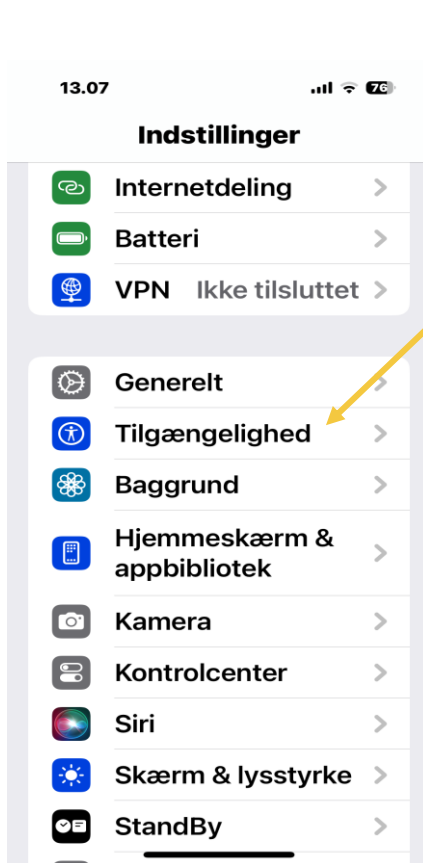 13.07 76
Indstillinger
Internetdeling
Batteri
VPN Ikke tilsluttet
Generelt
Tilgængelighed
Baggrund
Hjemmeskærm &
appbibliotek
Kamera
Kontrolcenter
Siri
Skærm & lysstyrke
StandBy